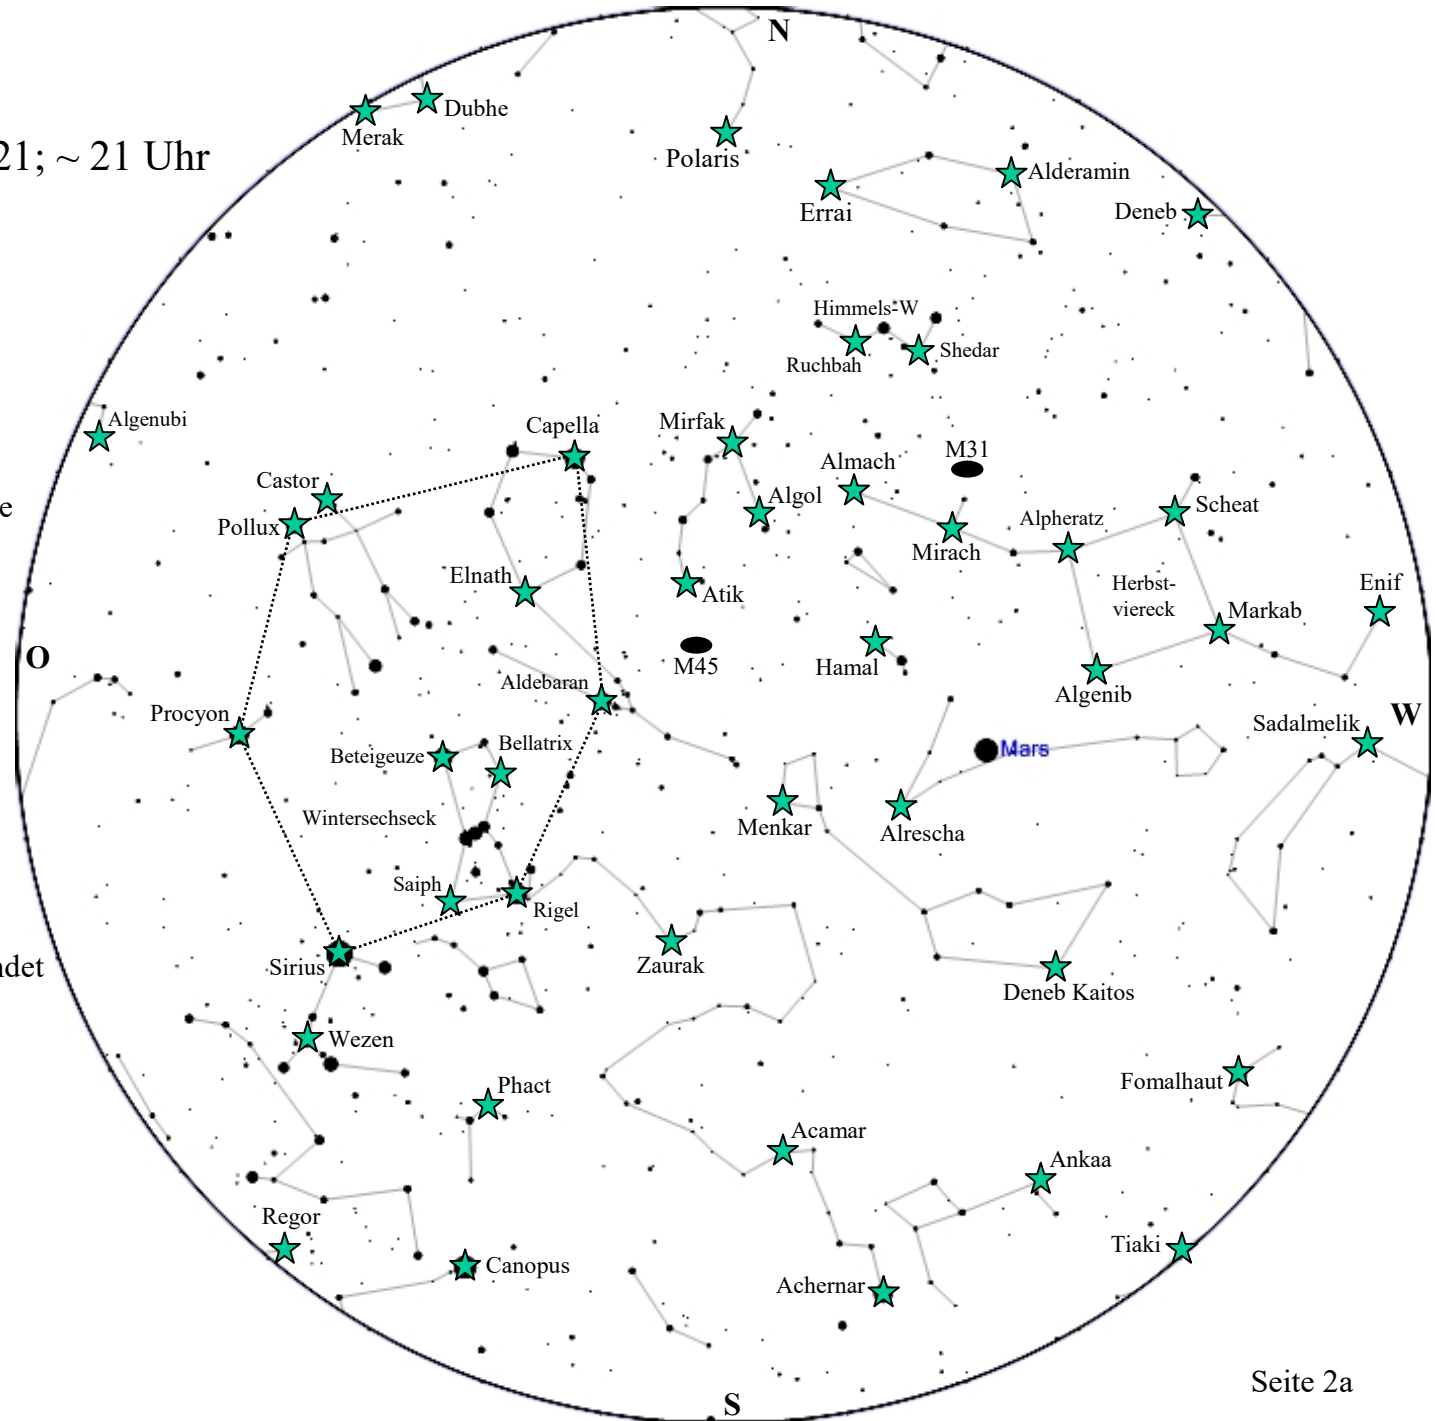 N
Dubhe
Merak
21; ~ 21 Uhr
Polaris
Alderamin
Errai
Deneb
Himmels-W
Ruchbah
Shedar
Algenubi
Capella
Mirfak
M31
Almach
Castor
Algol
Scheat
e
Pollux
Alpheratz
Mirach
Elnath
Atik
Herbst-
viereck
Enif
Markab
O
M45
Hamal
Aldebaran
Algenib
Procyon
W
Sadalmelik
Bellatrix
Beteigeuze
Mars
Wintersechseck
Menkar
Alrescha
Saiph
Rigel
Sirius
Zaurak
ndet
Deneb Kaitos
Wezen
Phact
Fomalhaut
Acamar
Ankaa
Regor
Tiaki
Canopus
Achernar
Seite 2a
S